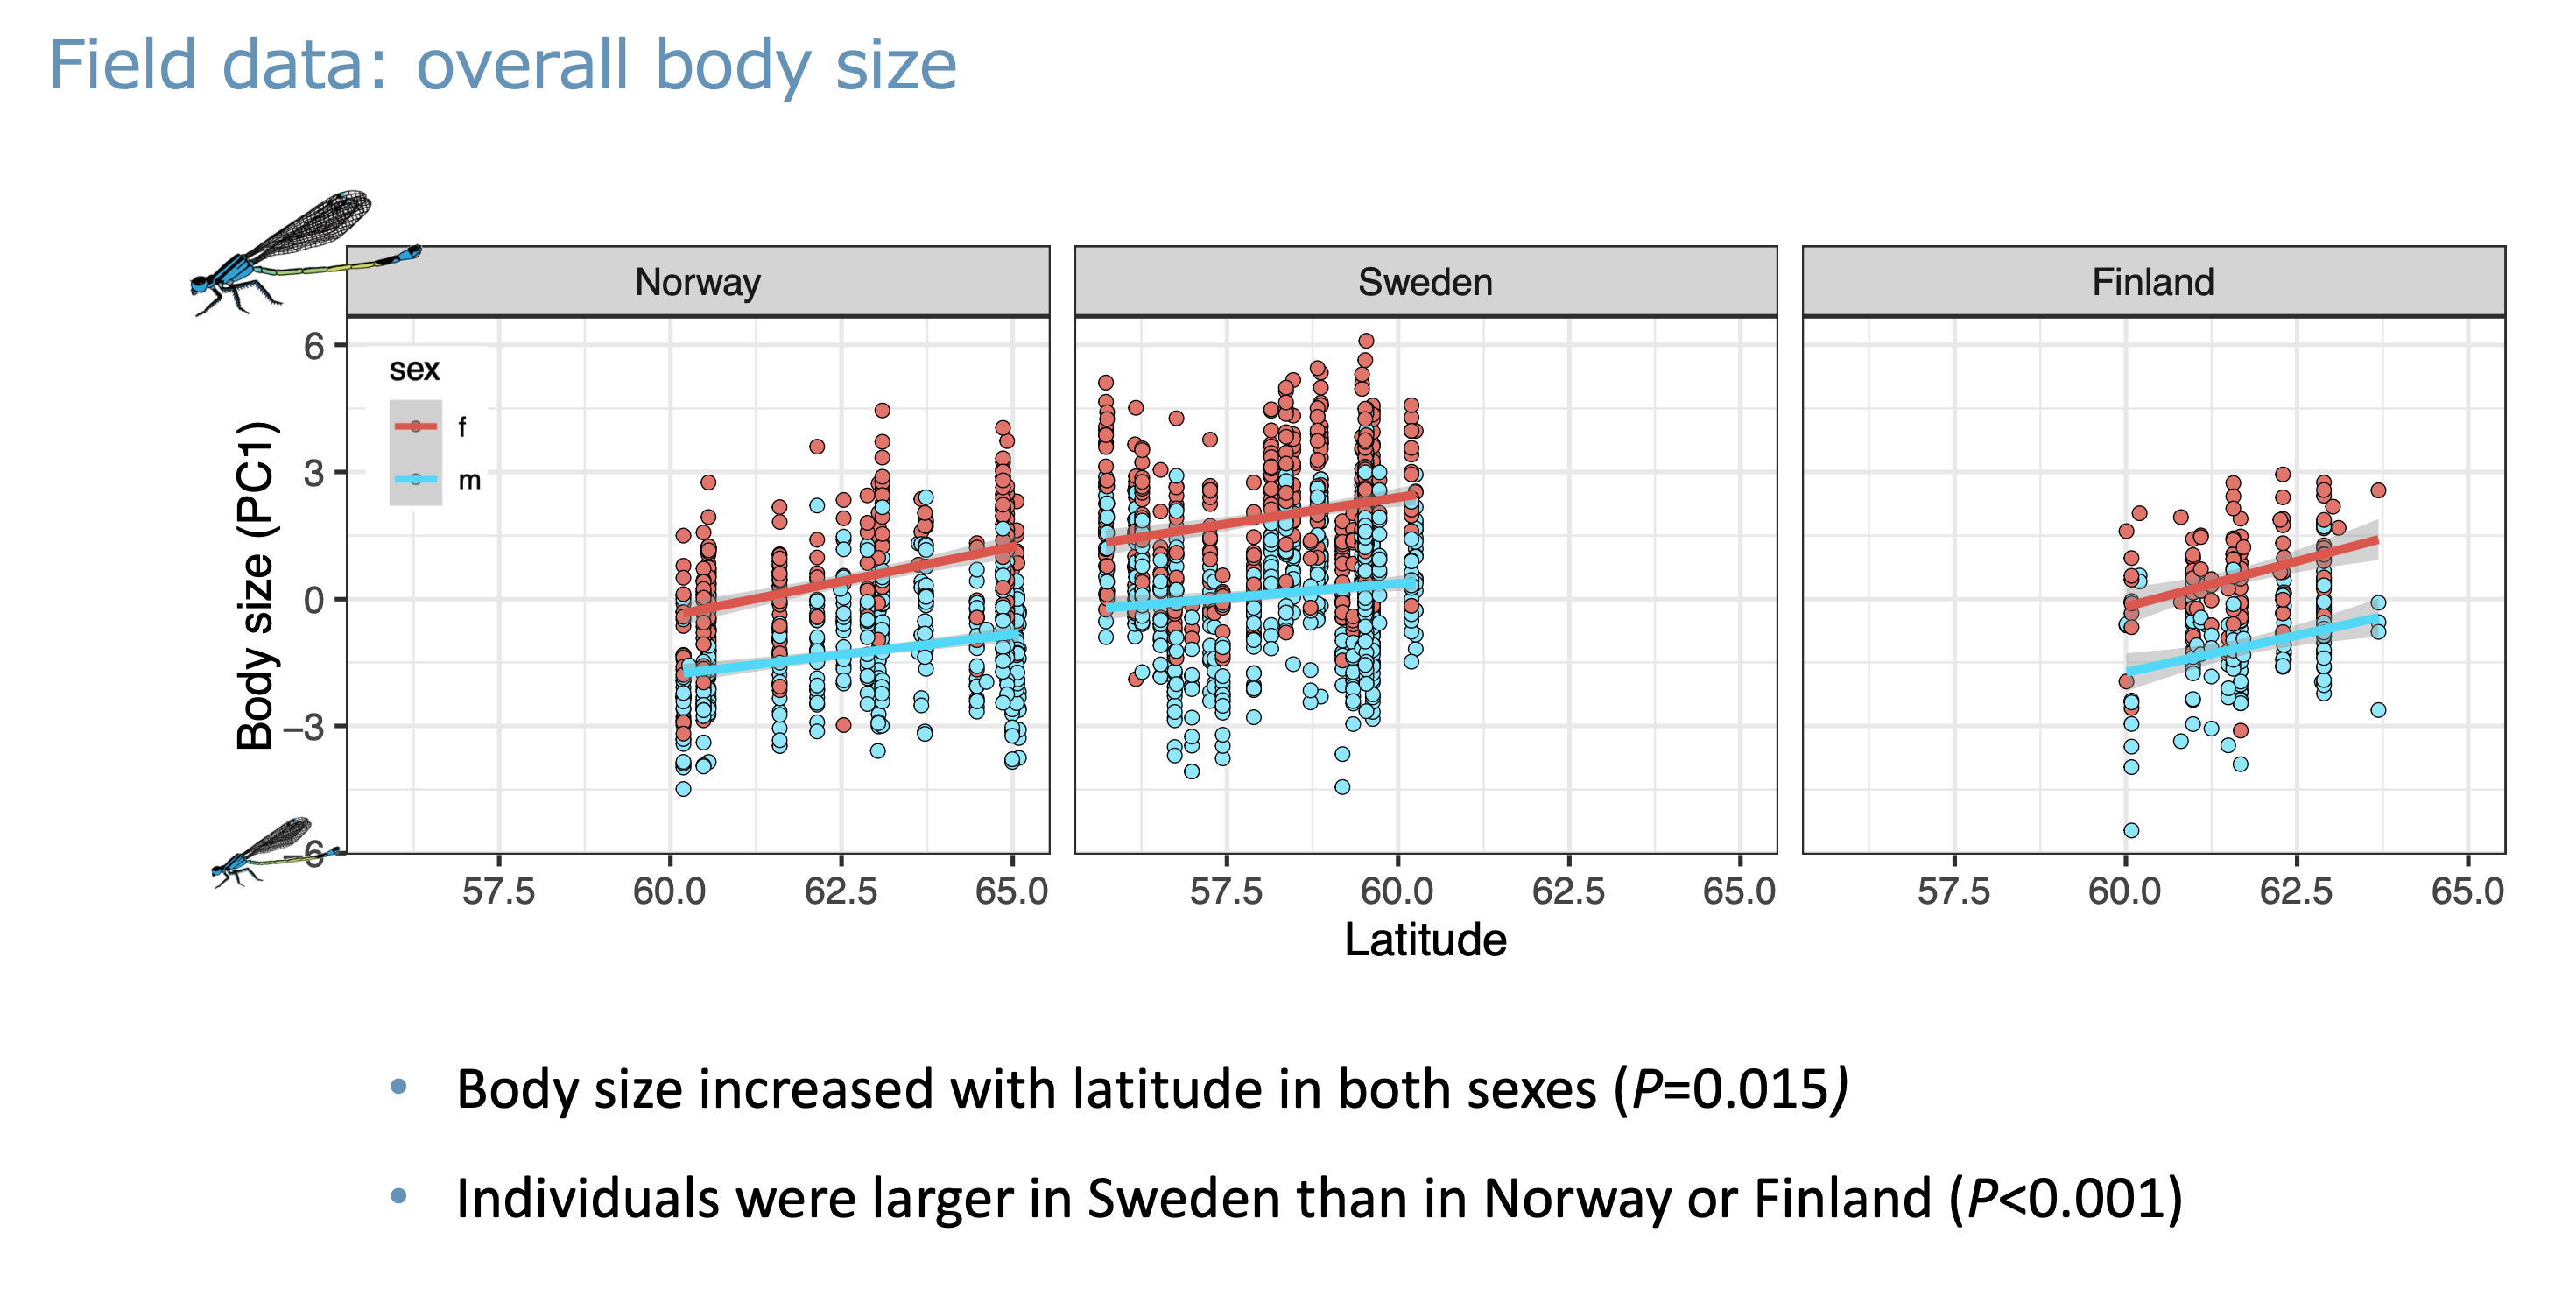 Field data: overall body size
Norway
Sweden
Finland
sex
f
m
Body size (PC1)
6
3
0
−3
−6
57.5 60.0 62.5 65.0
57.5 60.0 62.5 65.0
57.5 60.0 62.5 65.0
Latitude
• Body size increased with latitude in both sexes (P=0.015)
• Individuals were larger in Sweden than in Norway or Finland (P<0.001)